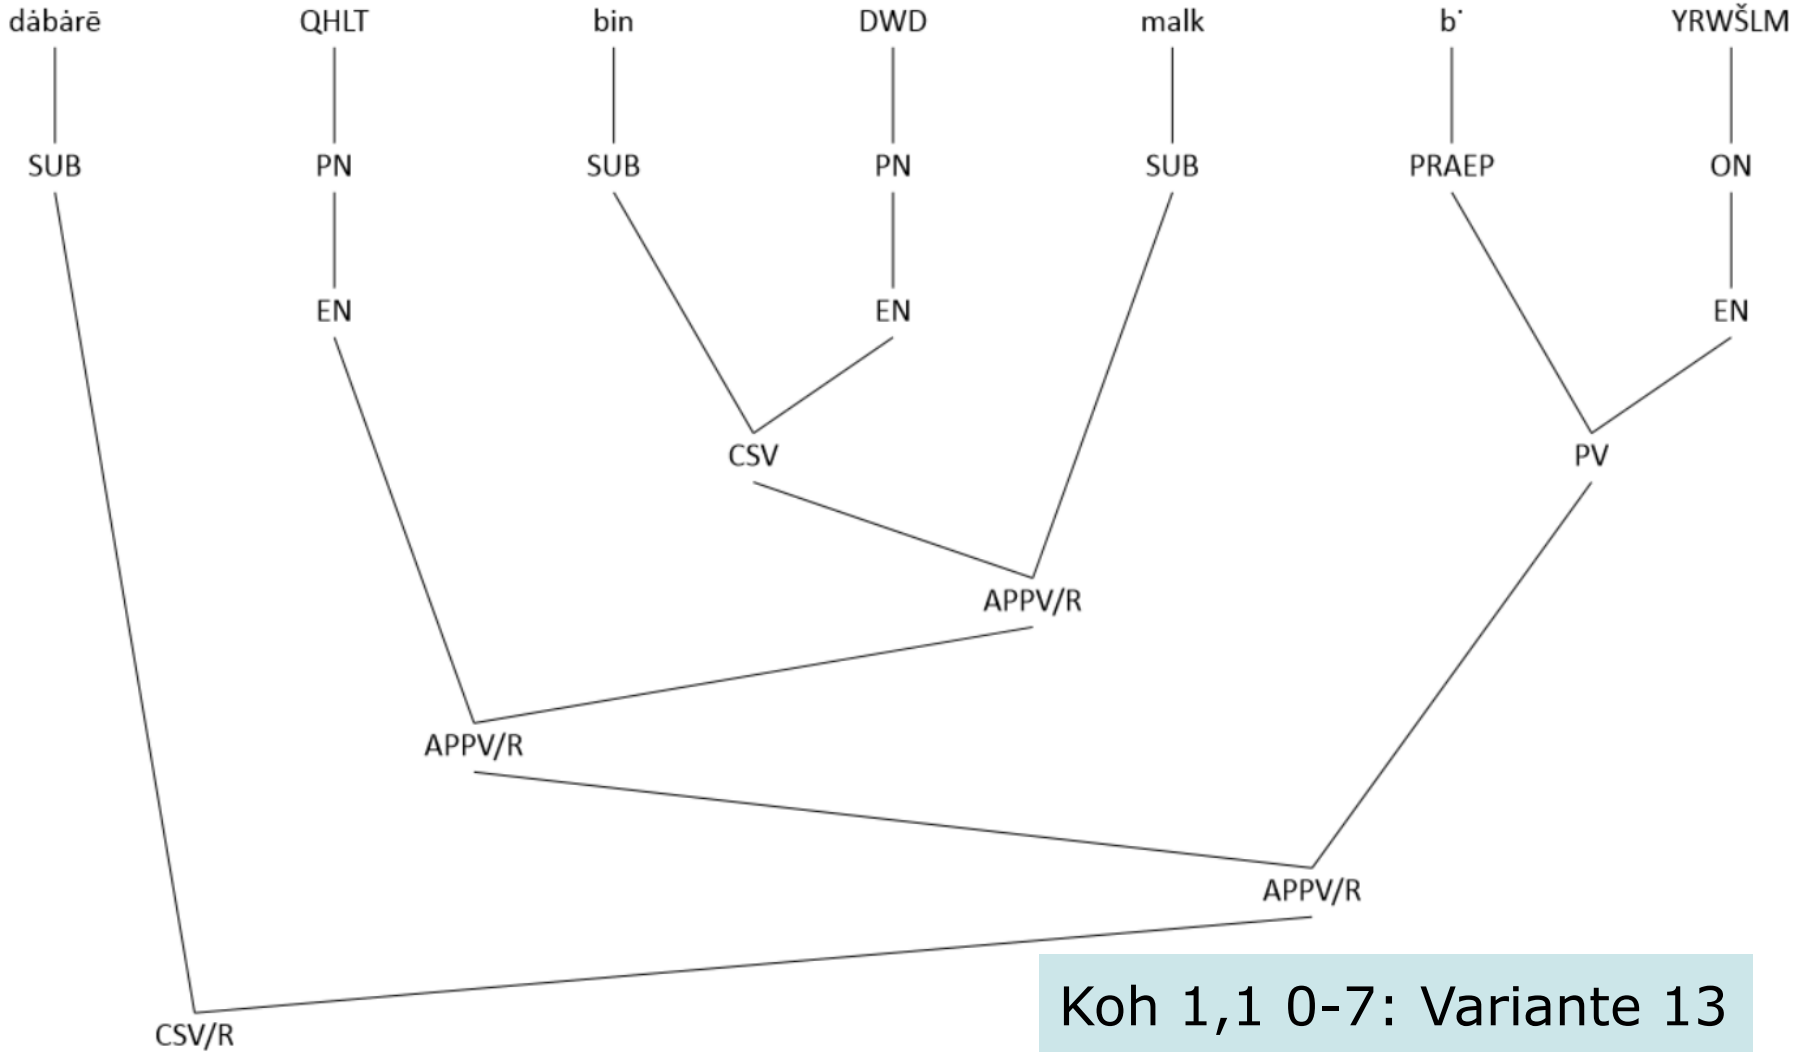 dȧbȧrē QHLT bin DWD malk b˙ YRWŠLM
SUB PN SUB PN SUB PRAEP ON
EN EN EN
CSV PV
APPV/R
APPV/R
APPV/R
Koh 1,1 0-7: Variante 13
CSV/R